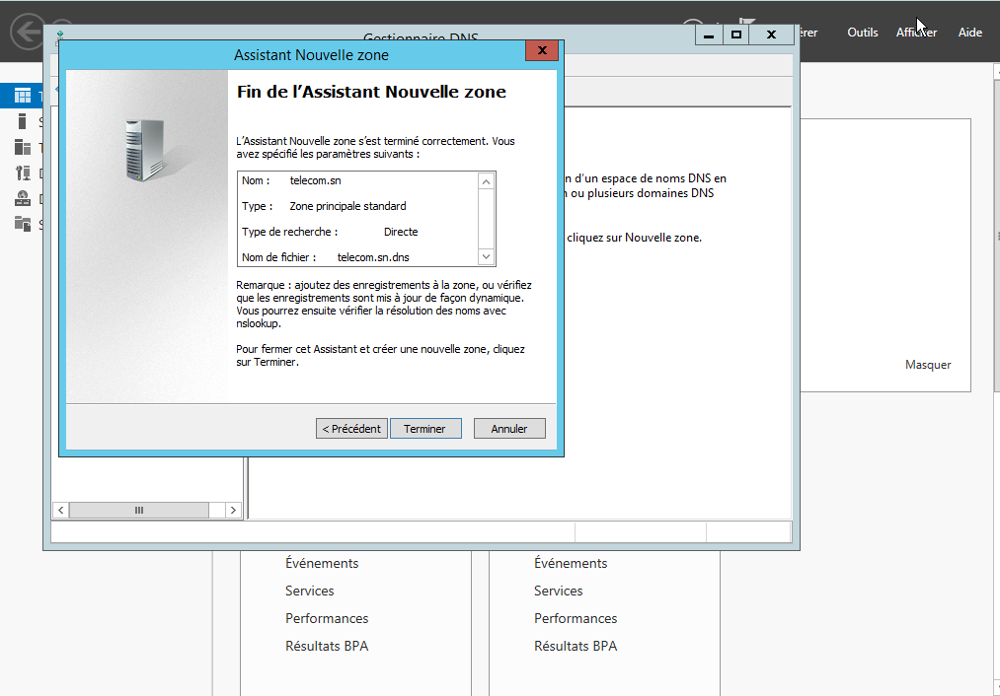 Gestionnaire DNS
Outils Afficher Aide
Assistant Nouvelle zone
Fin de l'Assistant Nouvelle zone
L'Assistant Nouvelle zone s'est terminé correctement. Vous
avez spécifié les paramètres suivants :
Nom : telecom.sn
Type : Zone principale standard
Type de recherche : Directe
Nom de fichier : telecom.sn.dns
Remarque : ajoutez des enregistrements à la zone, ou vérifiez
que les enregistrements sont mis à jour de façon dynamique.
Vous pourrez ensuite vérifier la résolution des noms avec
nslookup.
Pour fermer cet Assistant et créer une nouvelle zone, cliquez
sur Terminer.
< Précédent Terminer Annuler
d'un espace de noms DNS en
ou plusieurs domaines DNS
cliquez sur Nouvelle zone.
Masquer
Événements
Services
Performances
Résultats BPA
Événements
Services
Performances
Résultats BPA